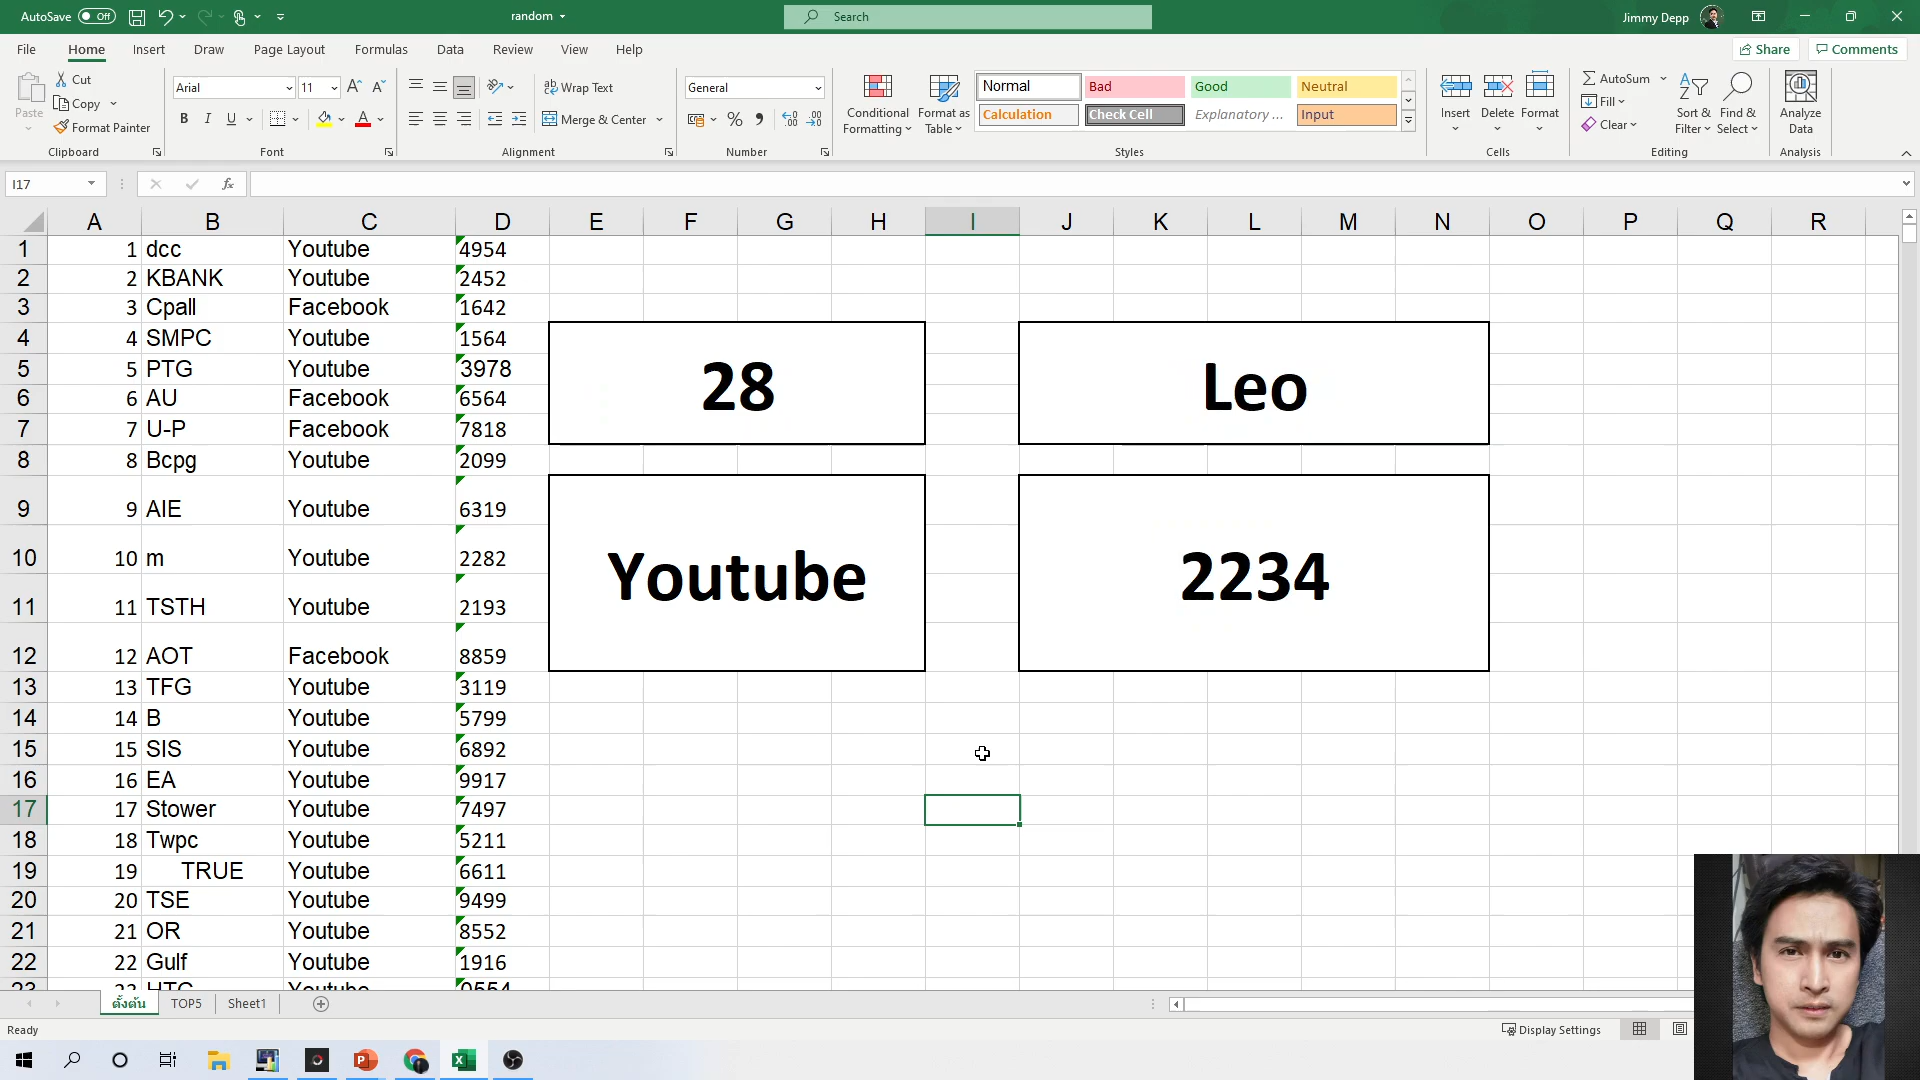 AutoSave Off random Search Jimmy Depp
File Home Insert Draw Page Layout Formulas Data Review View Help Share Comments
Paste Cut Copy Format Painter Clipboard
Arial 11 B I U A Font
Wrap Text Merge & Center Alignment
General % Number
Conditional Formatting Format as Table
Normal Bad Good Neutral
Calculation Check Cell Explanatory ... Input
Styles
Insert Delete Format Cells
AutoSum Fill Clear Sort & Filter Find & Select Editing
Analyze Data Analysis
I17 fx
A B C D E F G H I J K L M N O P Q R
1 1 dcc Youtube 4954
2 2 KBANK Youtube 2452
3 3 Cpall Facebook 1642
4 4 SMPC Youtube 1564
5 5 PTG Youtube 3978
6 6 AU Facebook 6564
7 7 U-P Facebook 7818
8 8 Bcpg Youtube 2099
9 9 AIE Youtube 6319
10 10 m Youtube 2282
11 11 TSTH Youtube 2193
12 12 AOT Facebook 8859
13 13 TFG Youtube 3119
14 14 B Youtube 5799
15 15 SIS Youtube 6892
16 16 EA Youtube 9917
17 17 Stower Youtube 7497
18 18 Twpc Youtube 5211
19 19 TRUE Youtube 6611
20 20 TSE Youtube 9499
21 21 OR Youtube 8552
22 22 Gulf Youtube 1916
28 Leo
Youtube 2234
ตั้งต้น TOP5 Sheet1
Ready Display Settings